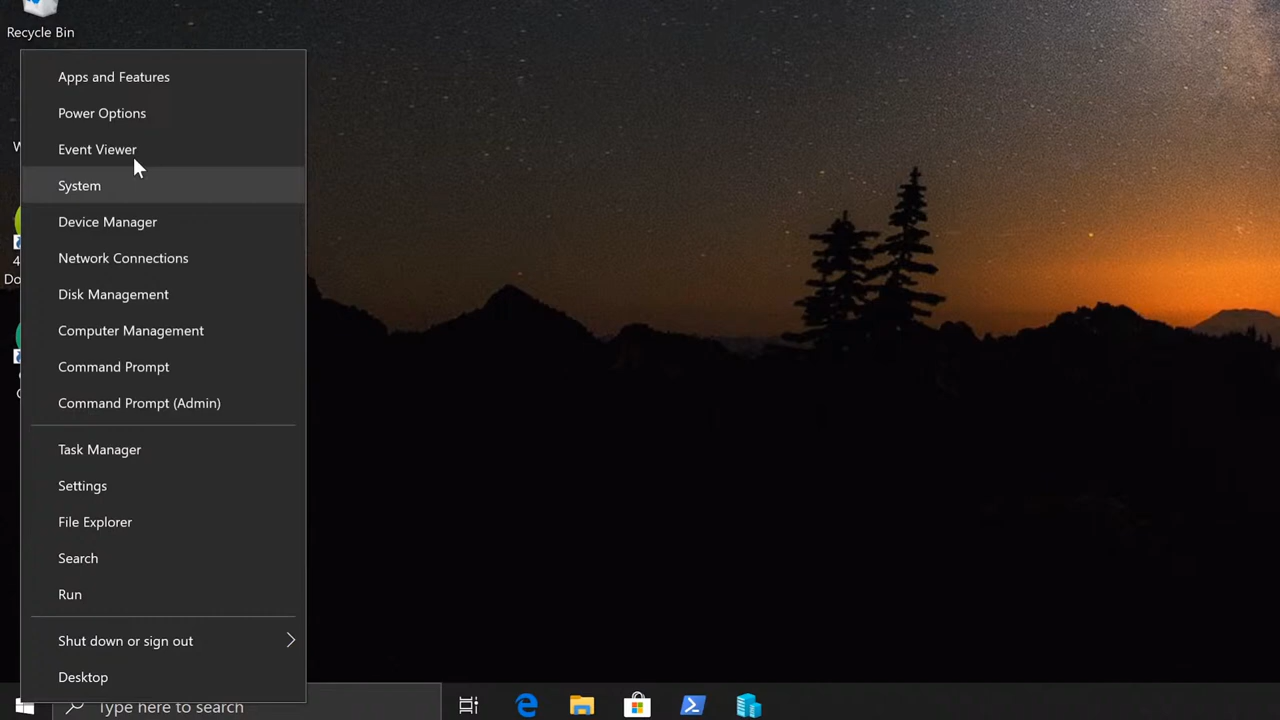 Recycle Bin
Apps and Features
Power Options
Event Viewer
System
Device Manager
Network Connections
Disk Management
Computer Management
Command Prompt
Command Prompt (Admin)
Task Manager
Settings
File Explorer
Search
Run
Shut down or sign out
Desktop
Type here to search